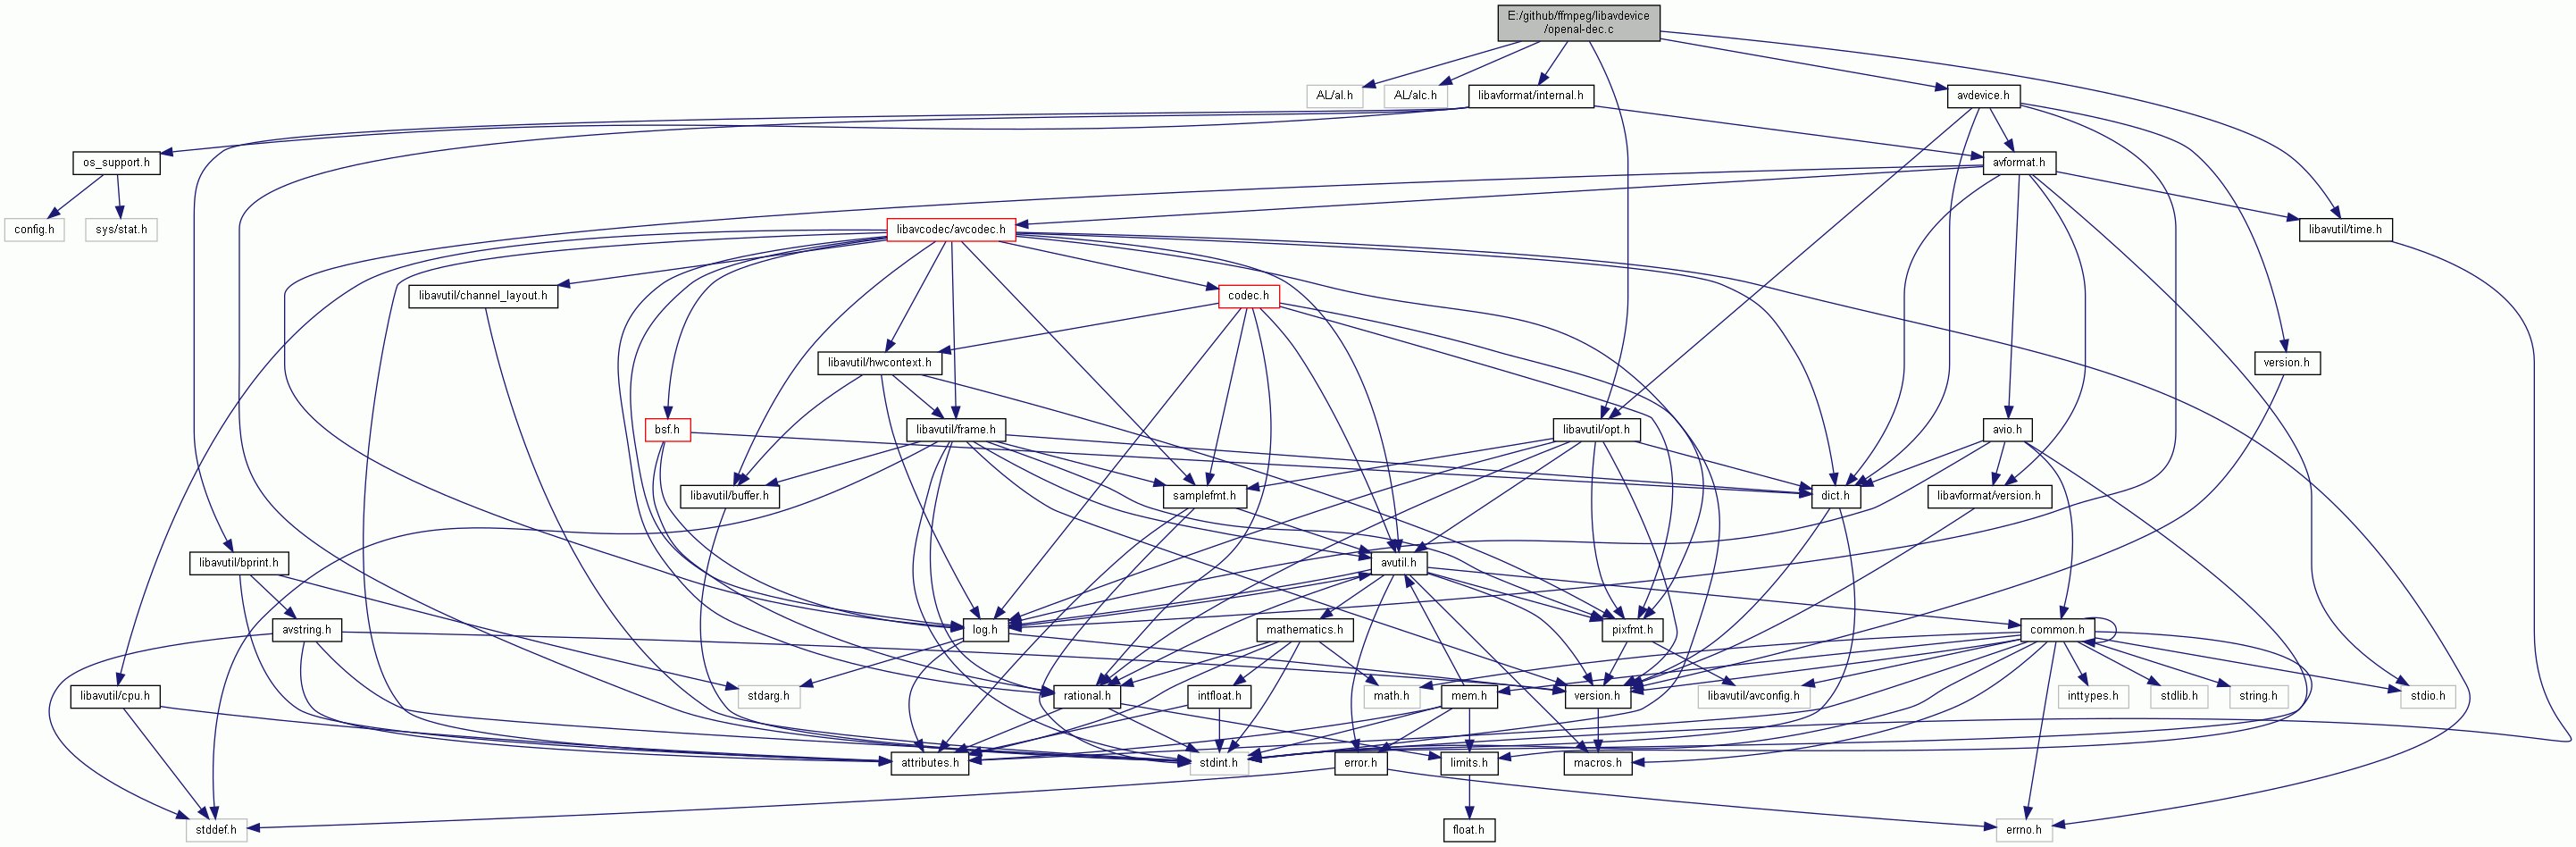 E:/github/ffmpeg/libavdevice
/openal-dec.c
AL/al.h
AL/alc.h
libavformat/internal.h
avdevice.h
os_support.h
avformat.h
config.h
sys/stat.h
libavcodec/avcodec.h
libavutil/time.h
libavutil/channel_layout.h
codec.h
libavutil/hwcontext.h
version.h
bsf.h
libavutil/frame.h
libavutil/opt.h
avio.h
libavutil/buffer.h
samplefmt.h
dict.h
libavformat/version.h
libavutil/bprint.h
avutil.h
avstring.h
log.h
mathematics.h
pixfmt.h
common.h
libavutil/cpu.h
stdarg.h
rational.h
intfloat.h
math.h
mem.h
version.h
libavutil/avconfig.h
inttypes.h
stdlib.h
string.h
stdio.h
attributes.h
stdint.h
error.h
limits.h
macros.h
stddef.h
float.h
errno.h